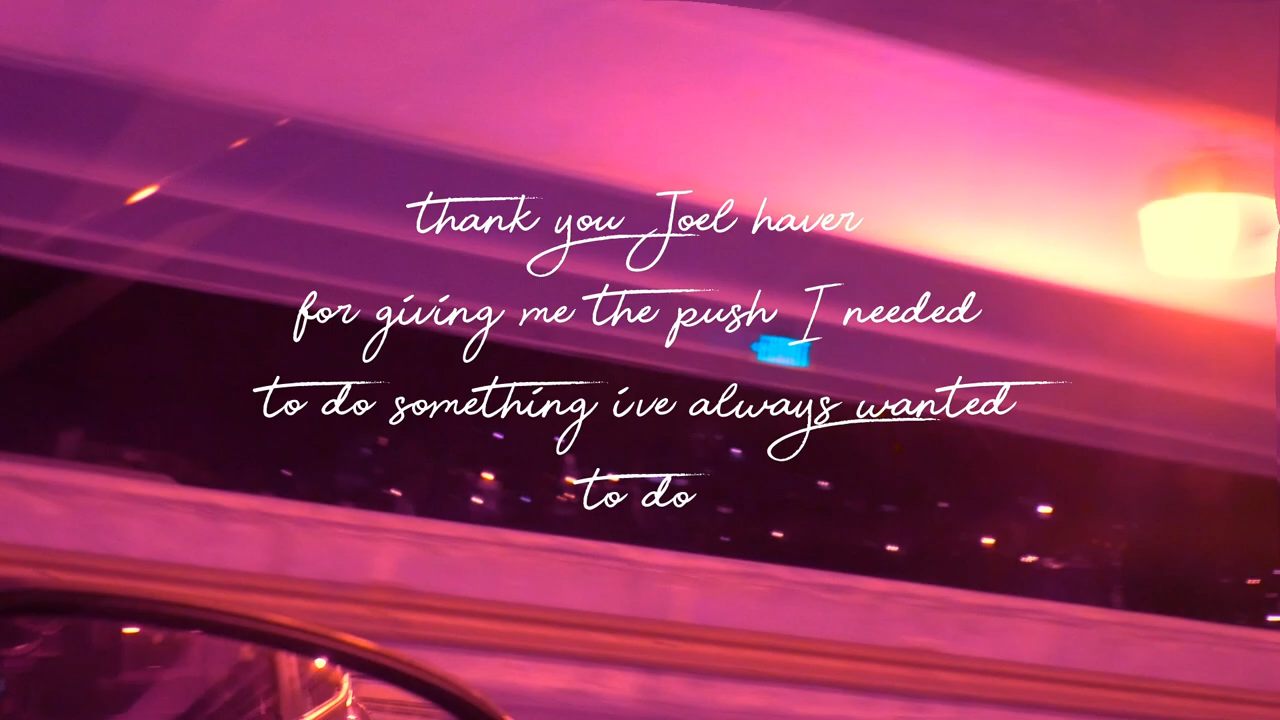 thank you Joel haver
for giving me the push I needed
to do something ive always wanted
to do